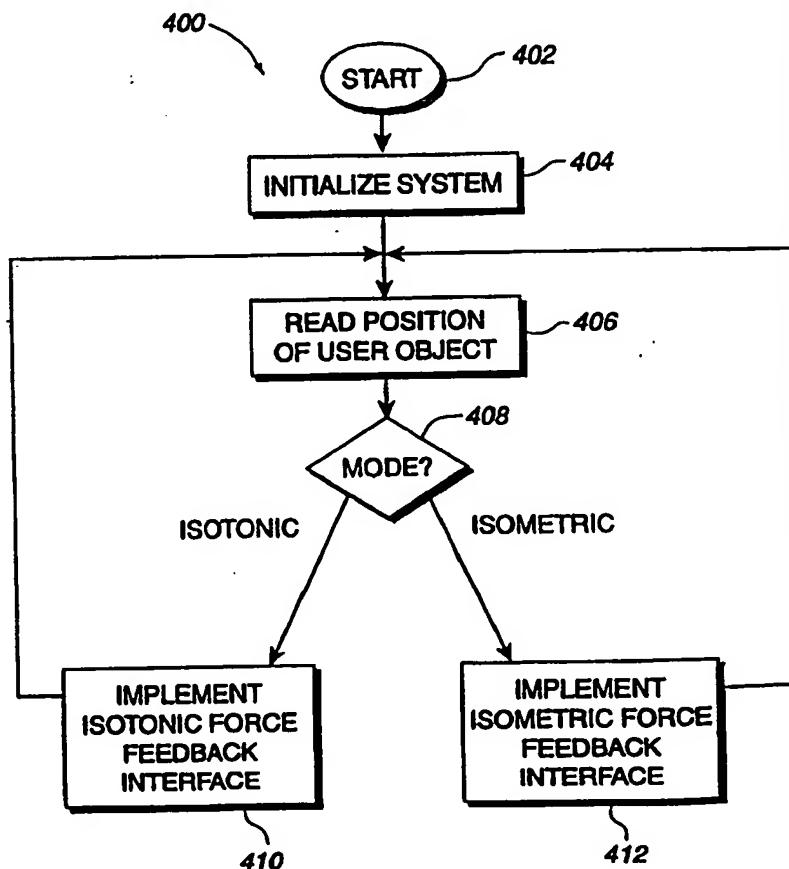 400
START
402
INITIALIZE SYSTEM
404
READ POSITION
OF USER OBJECT
406
408
MODE?
ISOTONIC
ISOMETRIC
IMPLEMENT
ISOTONIC FORCE
FEEDBACK
INTERFACE
IMPLEMENT
ISOMETRIC FORCE
FEEDBACK
INTERFACE
410
412